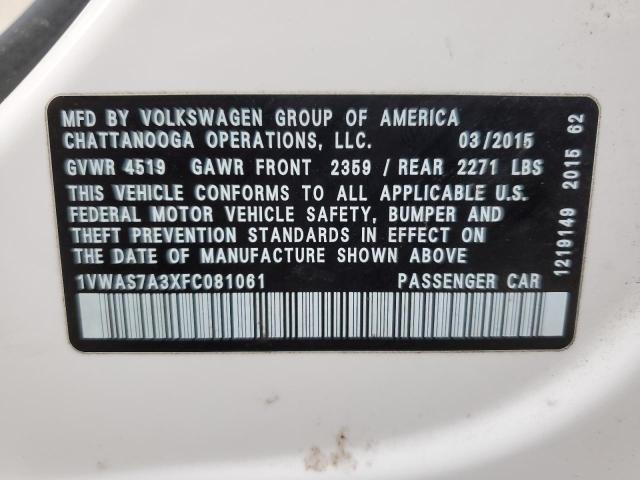 MFD BY VOLKSWAGEN GROUP OF AMERICA
CHATTANOOGA OPERATIONS, LLC. 03/2015
GVWR 4519 GAWR FRONT 2359 / REAR 2271 LBS
THIS VEHICLE CONFORMS TO ALL APPLICABLE U.S.
FEDERAL MOTOR VEHICLE SAFETY, BUMPER AND
THEFT PREVENTION STANDARDS IN EFFECT ON
THE DATE OF MANUFACTURE SHOWN ABOVE
1VWAS7A3XFC081061 PASSENGER CAR
1219149 2015 62